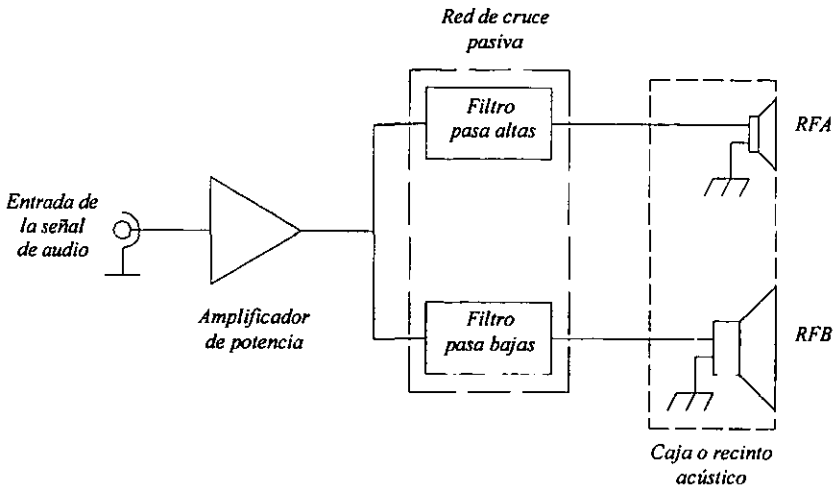 Red de cruce
pasiva
Filtro
pasa altas
RFA
Entrada de
la señal
de audio
Amplificador
de potencia
Filtro
pasa bajas
RFB
Caja o recinto
acústico